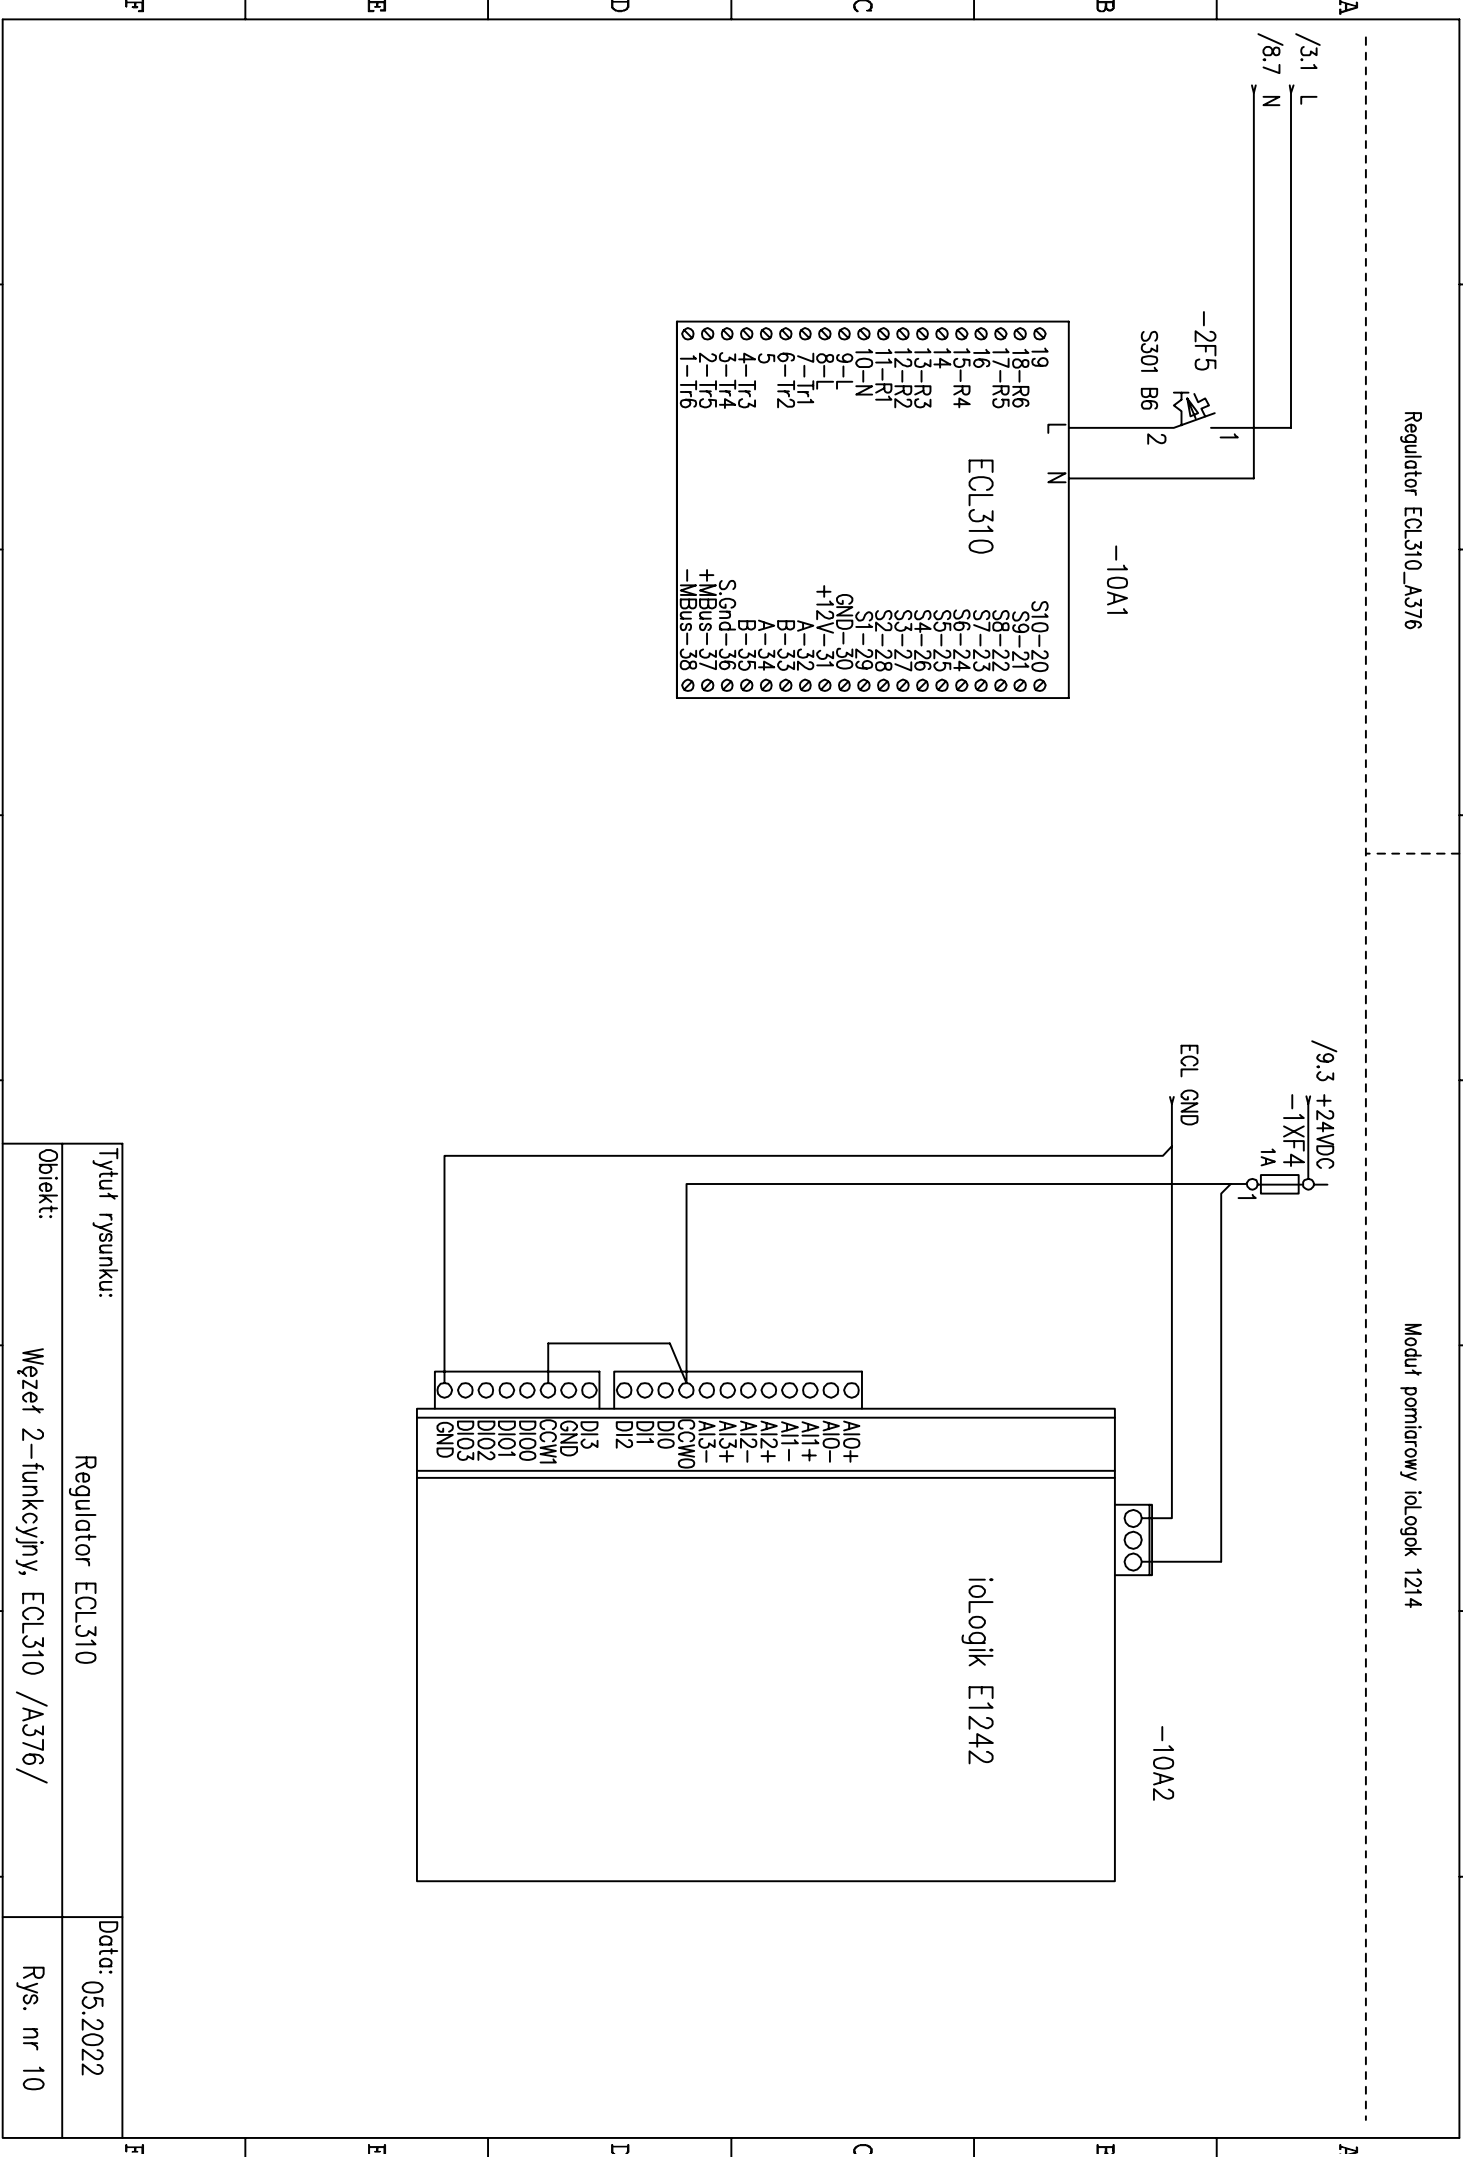 A
B
C
D
E
F
Regulator ECL310_A376
Moduł pomiarowy ioLogok 1214
/3.1 L
/8.7 N
-2F5
S301 B6
1
2
-10A1
L
N
ECL310
19
18-R6
17-R5
16
15-R4
14
13-R3
12-R2
11-R1
10-N
9-L
8-L
7-Tr1
6-Tr2
5
4-Tr3
3-Tr4
2-Tr5
1-Tr6
S10-20
S9-21
S8-22
S7-23
S6-24
S5-25
S4-26
S3-27
S2-28
S1-29
GND-30
+12V-31
A-32
B-33
A-34
B-35
S.Gnd-36
+MBus-37
-MBus-38
/9.3 +24VDC
-1XF4
1A
1
ECL GND
-10A2
ioLogik E1242
AI0+
AI0-
AI1+
AI1-
AI2+
AI2-
AI3+
AI3-
CCW0
DI0
DI1
DI2
DI3
GND
CCW1
DIO0
DIO1
DIO2
DIO3
GND
Tytuł rysunku:
Regulator ECL310
Data: 05.2022
Obiekt:
Węzeł 2-funkcyjny, ECL310 /A376/
Rys. nr 10